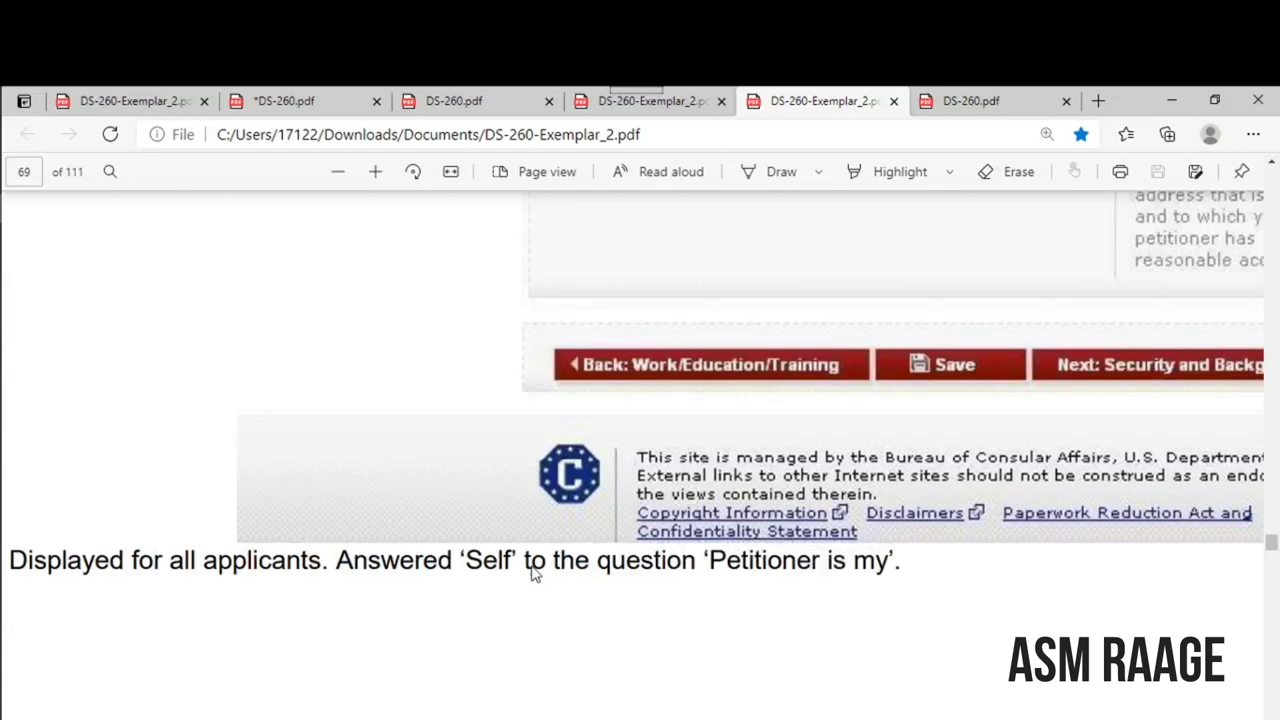 DS-260-Exemplar_2.p
*DS-260.pdf
DS-260.pdf
DS-260-Exemplar_2.p
DS-260-Exemplar_2.p
DS-260.pdf
File
C:/Users/17122/Downloads/Documents/DS-260-Exemplar_2.pdf
69 of 111
Page view
Read aloud
Draw
Highlight
Erase
address that is
and to which y
petitioner has
reasonable acc
Back: Work/Education/Training
Save
Next: Security and Backg
This site is managed by the Bureau of Consular Affairs, U.S. Department
External links to other Internet sites should not be construed as an endo
the views contained therein.
Copyright Information Disclaimers Paperwork Reduction Act and
Confidentiality Statement
Displayed for all applicants. Answered ‘Self’ to the question ‘Petitioner is my’.
ASM RAAGE